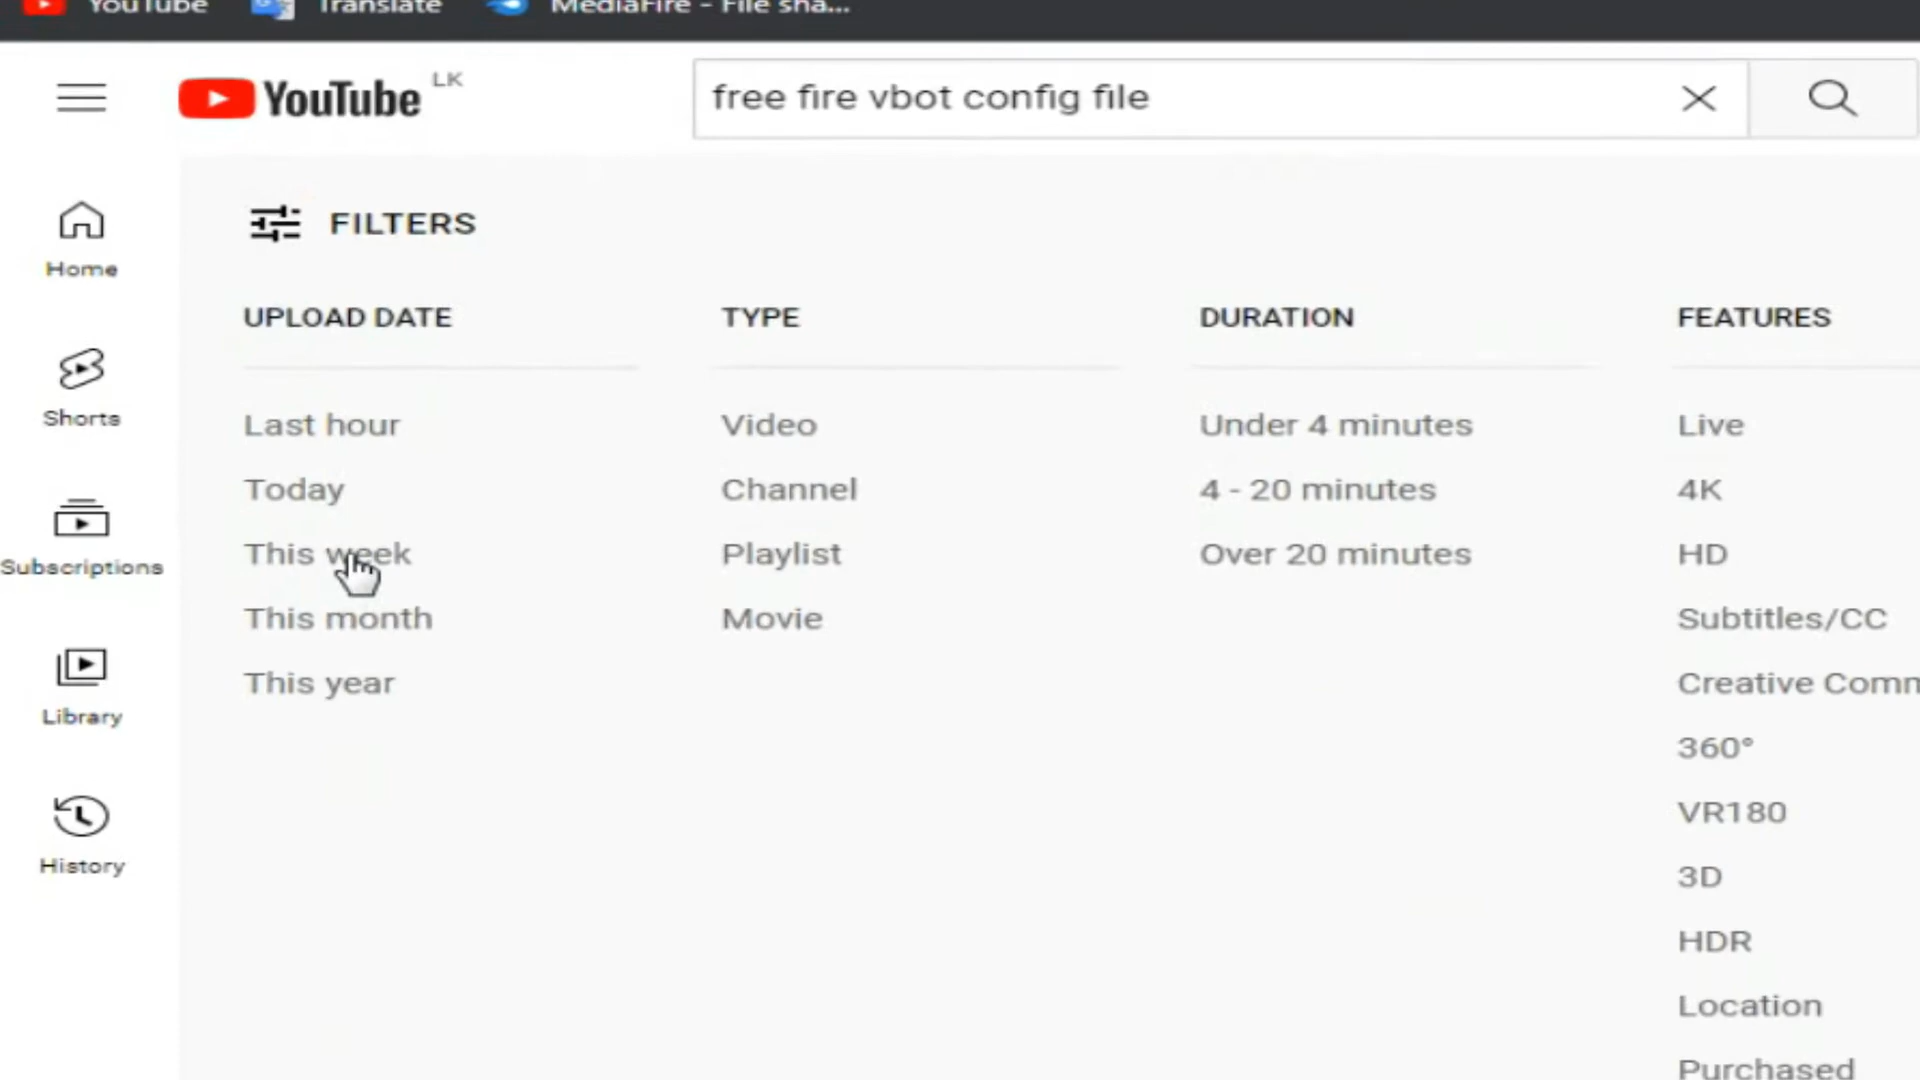 YouTube Translate MediaFire - File sha...
YouTube LK
free fire vbot config file
FILTERS
Home
Shorts
Subscriptions
Library
History
UPLOAD DATE
Last hour
Today
This week
This month
This year
TYPE
Video
Channel
Playlist
Movie
DURATION
Under 4 minutes
4 - 20 minutes
Over 20 minutes
FEATURES
Live
4K
HD
Subtitles/CC
Creative Comm
360°
VR180
3D
HDR
Location
Purchased